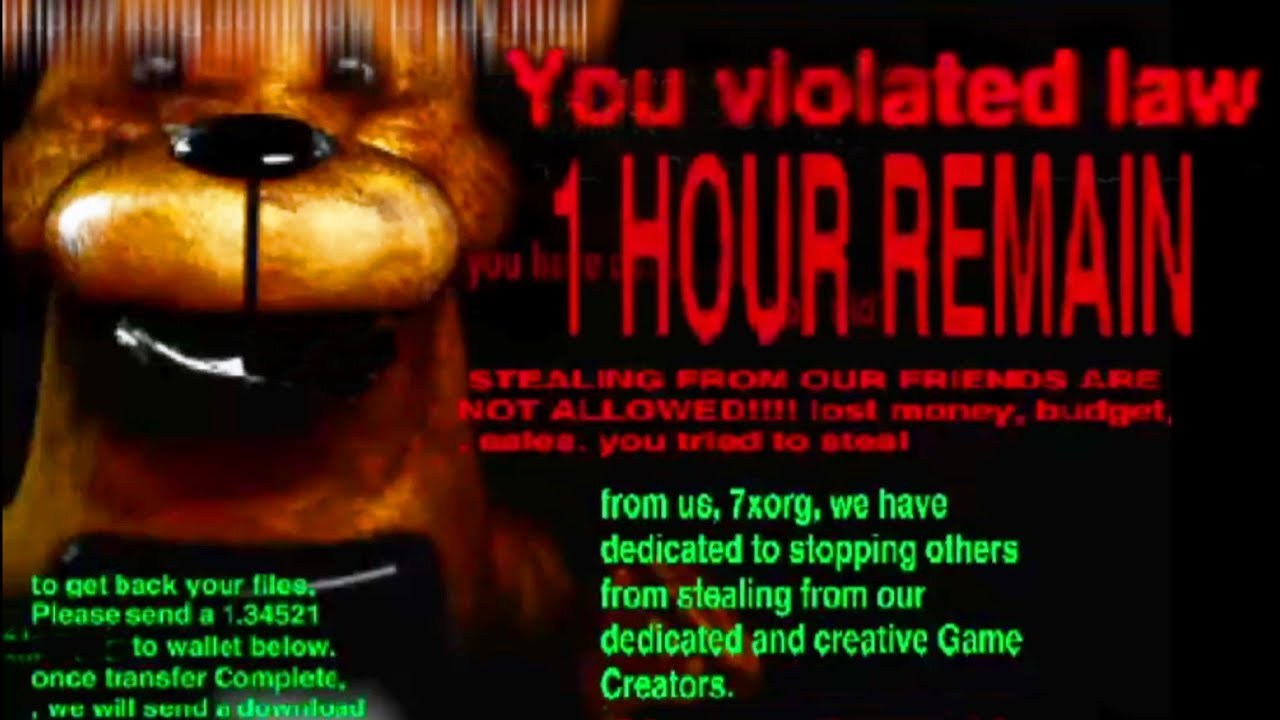 You violated law
1 HOUR REMAIN
you have
STEALING FROM OUR FRIENDS ARE
NOT ALLOWED!!!! lost money, budget,
, sales. you tried to steal
from us, 7xorg, we have
dedicated to stopping others
from stealing from our
dedicated and creative Game
Creators.
to get back your files.
Please send a 1.34521
to wallet below.
once transfer Complete,
, we will send a download